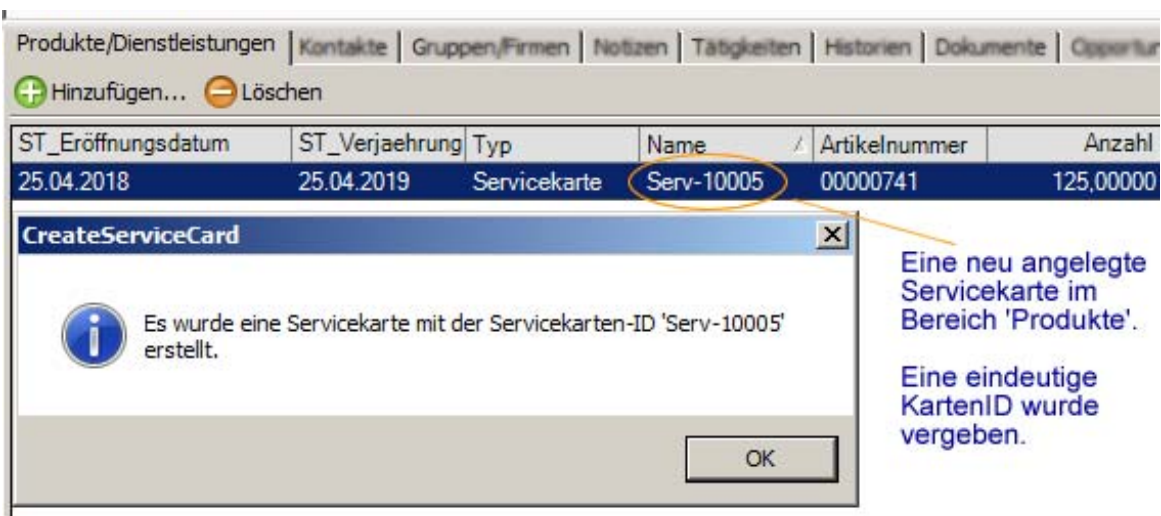 Produkte/Dienstleistungen Kontakte Gruppen/Firmen Notizen Tätigkeiten Historien Dokumente
Hinzufügen... Löschen
ST_Eröffnungsdatum ST_Verjaehrung Typ Name Artikelnummer Anzahl
25.04.2018 25.04.2019 Servicekarte Serv-10005 00000741 125,00000
CreateServiceCard
Es wurde eine Servicekarte mit der Servicekarten-ID 'Serv-10005'
erstellt.
OK
Eine neu angelegte
Servicekarte im
Bereich 'Produkte'.
Eine eindeutige
KartenID wurde
vergeben.